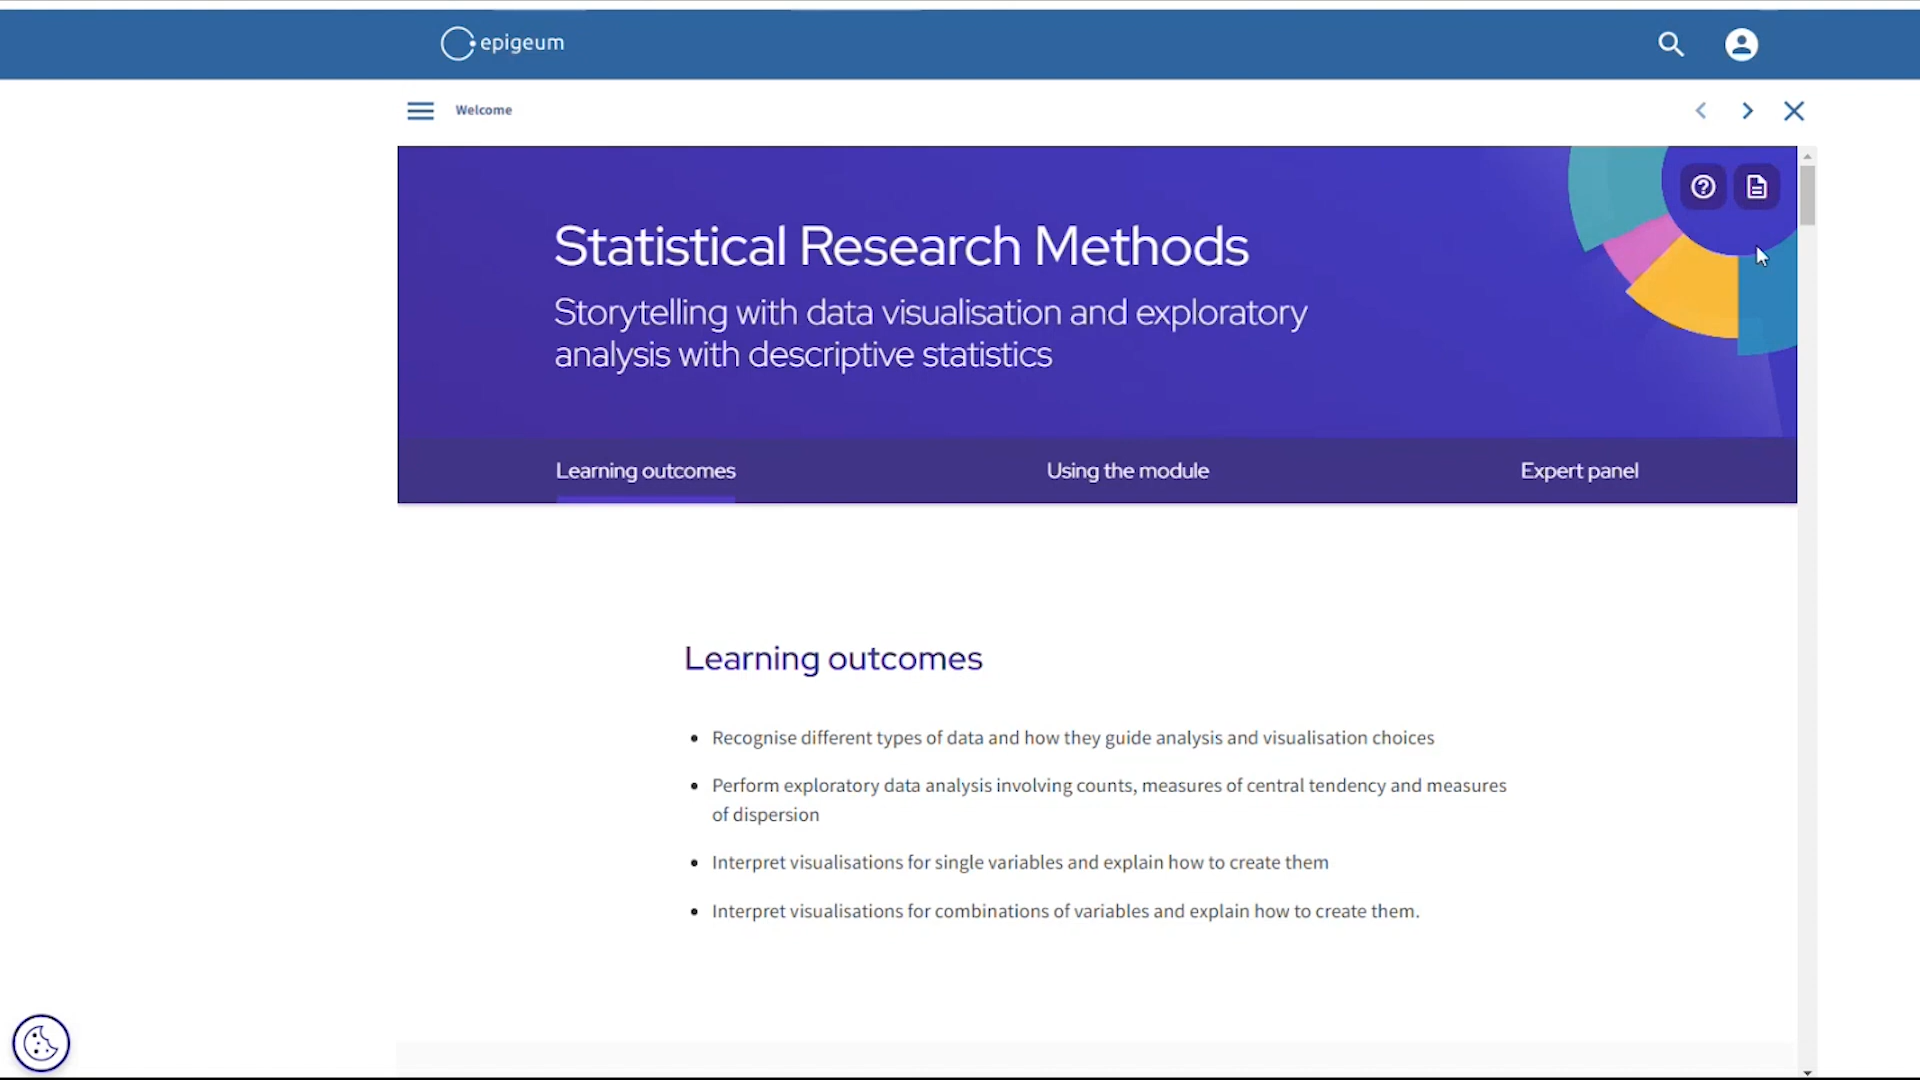 epigeum
Welcome
Statistical Research Methods
Storytelling with data visualisation and exploratory
analysis with descriptive statistics
Learning outcomes
Using the module
Expert panel
Learning outcomes
Recognise different types of data and how they guide analysis and visualisation choices
Perform exploratory data analysis involving counts, measures of central tendency and measures
of dispersion
Interpret visualisations for single variables and explain how to create them
Interpret visualisations for combinations of variables and explain how to create them.